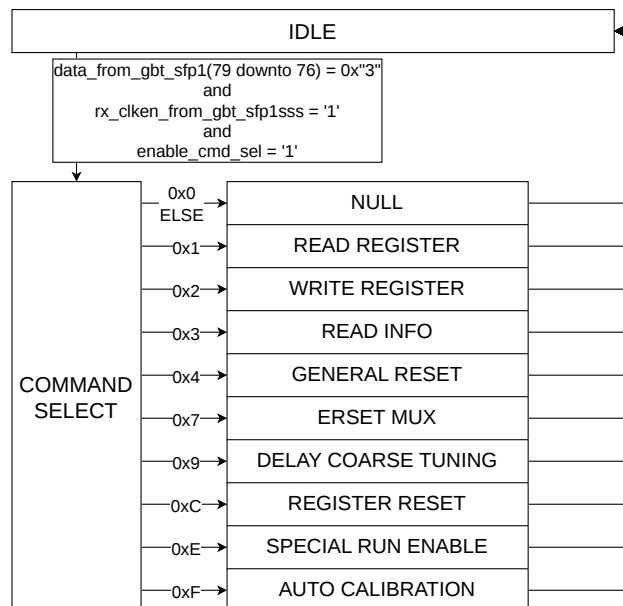 IDLE
data_from_gbt_sfp1(79 downto 76) = 0x"3"
and
rx_clken_from_gbt_sfp1sss = '1'
and
enable_cmd_sel = '1'
COMMAND
SELECT
0x0
ELSE
NULL
0x1
READ REGISTER
0x2
WRITE REGISTER
0x3
READ INFO
0x4
GENERAL RESET
0x7
ERSET MUX
0x9
DELAY COARSE TUNING
0xC
REGISTER RESET
0xE
SPECIAL RUN ENABLE
0xF
AUTO CALIBRATION